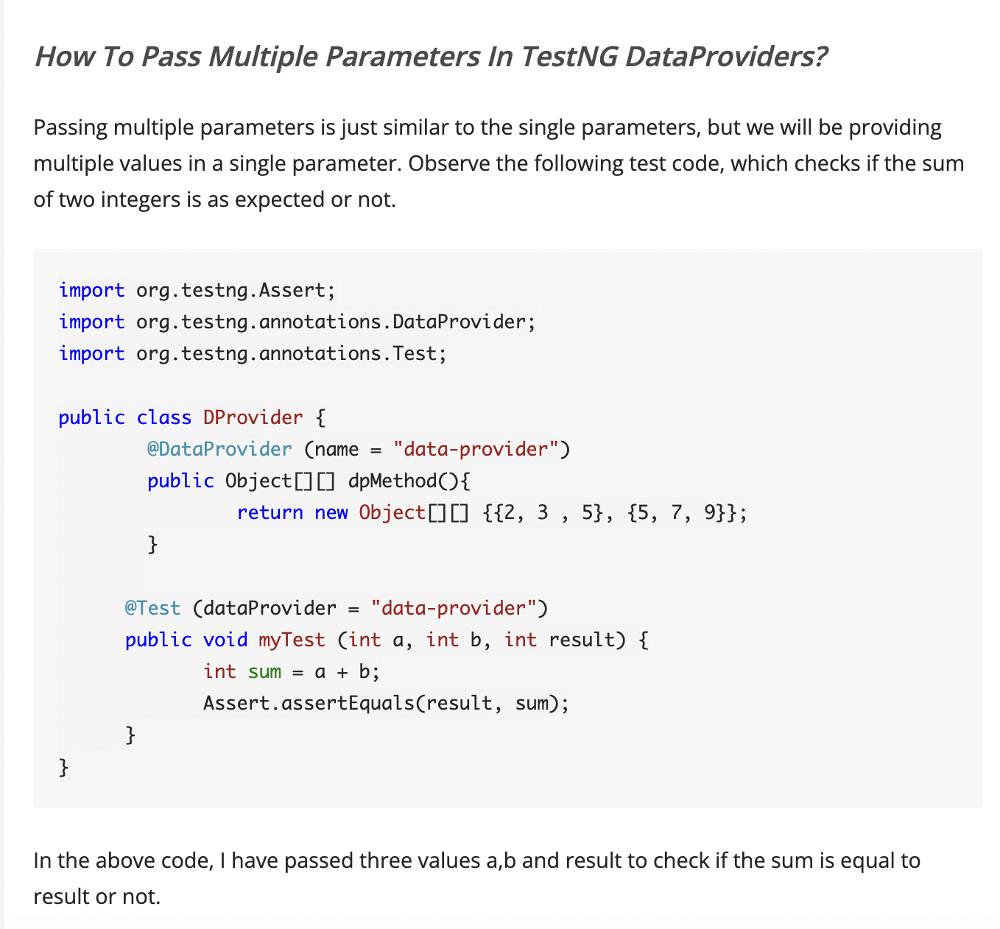 How To Pass Multiple Parameters In TestNG DataProviders?
Passing multiple parameters is just similar to the single parameters, but we will be providing
multiple values in a single parameter. Observe the following test code, which checks if the sum
of two integers is as expected or not.
import org.testng.Assert;
import org.testng.annotations.DataProvider;
import org.testng.annotations.Test;
public class DProvider {
@DataProvider (name = "data-provider")
public Object[][] dpMethod(){
return new Object[][] {{2, 3 , 5}, {5, 7, 9}};
}
@Test (dataProvider = "data-provider")
public void myTest (int a, int b, int result) {
int sum = a + b;
Assert.assertEquals(result, sum);
}
}
In the above code, I have passed three values a,b and result to check if the sum is equal to
result or not.